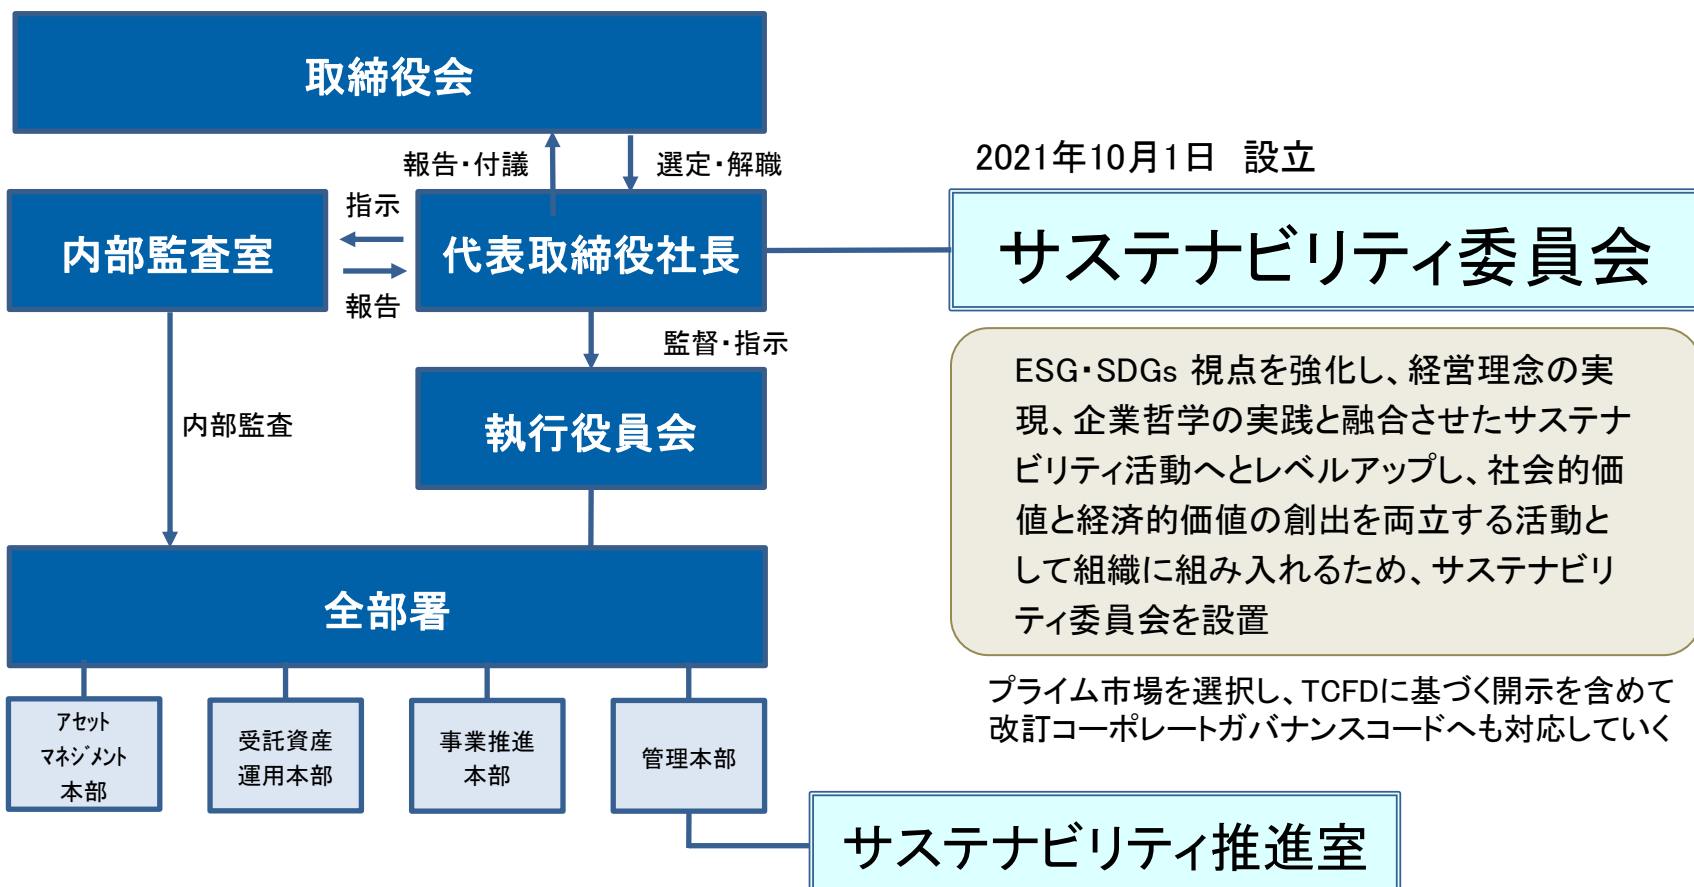 取締役会
報告・付議
選定・解職
2021年10月1日 設立
指示
内部監査室
代表取締役社長
サステナビリティ委員会
報告
監督・指示
ESG・SDGs 視点を強化し、経営理念の実
現、企業哲学の実践と融合させたサステナ
ビリティ活動へとレベルアップし、社会的価
値と経済的価値の創出を両立する活動と
して組織に組み入れるため、サステナビリ
ティ委員会を設置
内部監査
執行役員会
全部署
プライム市場を選択し、TCFDに基づく開示を含めて
改訂コーポレートガバナンスコードへも対応していく
アセット
マネジメント
本部
受託資産
運用本部
事業推進
本部
管理本部
サステナビリティ推進室